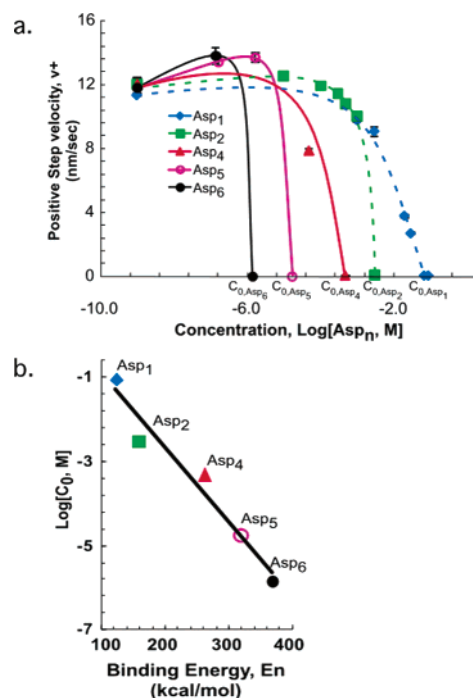 a.
16
12
8
4
0
Positive Step velocity, v+
(nm/sec)
Asp1
Asp2
Asp4
Asp5
Asp6
C0,Asp6 C0,Asp5 C0,Asp4 C0,Asp2 C0,Asp1
-10.0 -6.0 -2.0
Concentration, Log[Aspn, M]
b.
-1
-3
-5
-7
Log[C0, M]
Asp1
Asp2
Asp4
Asp5
Asp6
100 200 300 400
Binding Energy, En
(kcal/mol)